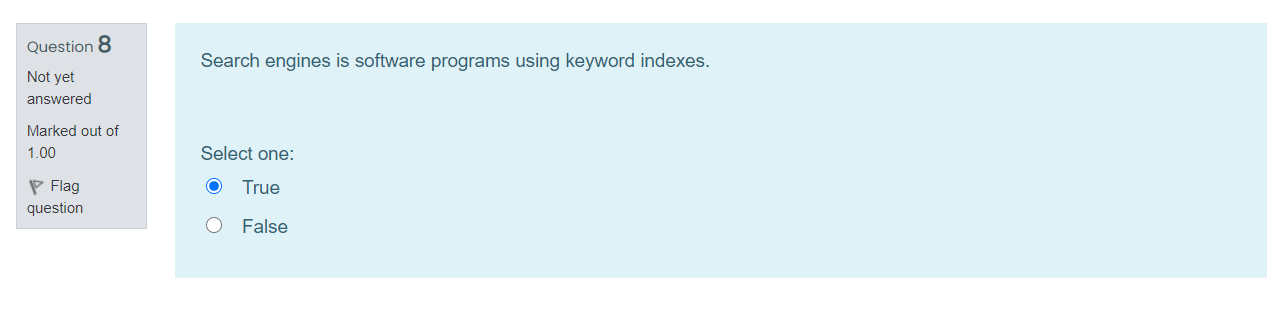 Question 8
Not yet
answered
Marked out of
1.00
Flag
question
Search engines is software programs using keyword indexes.
Select one:
True
False